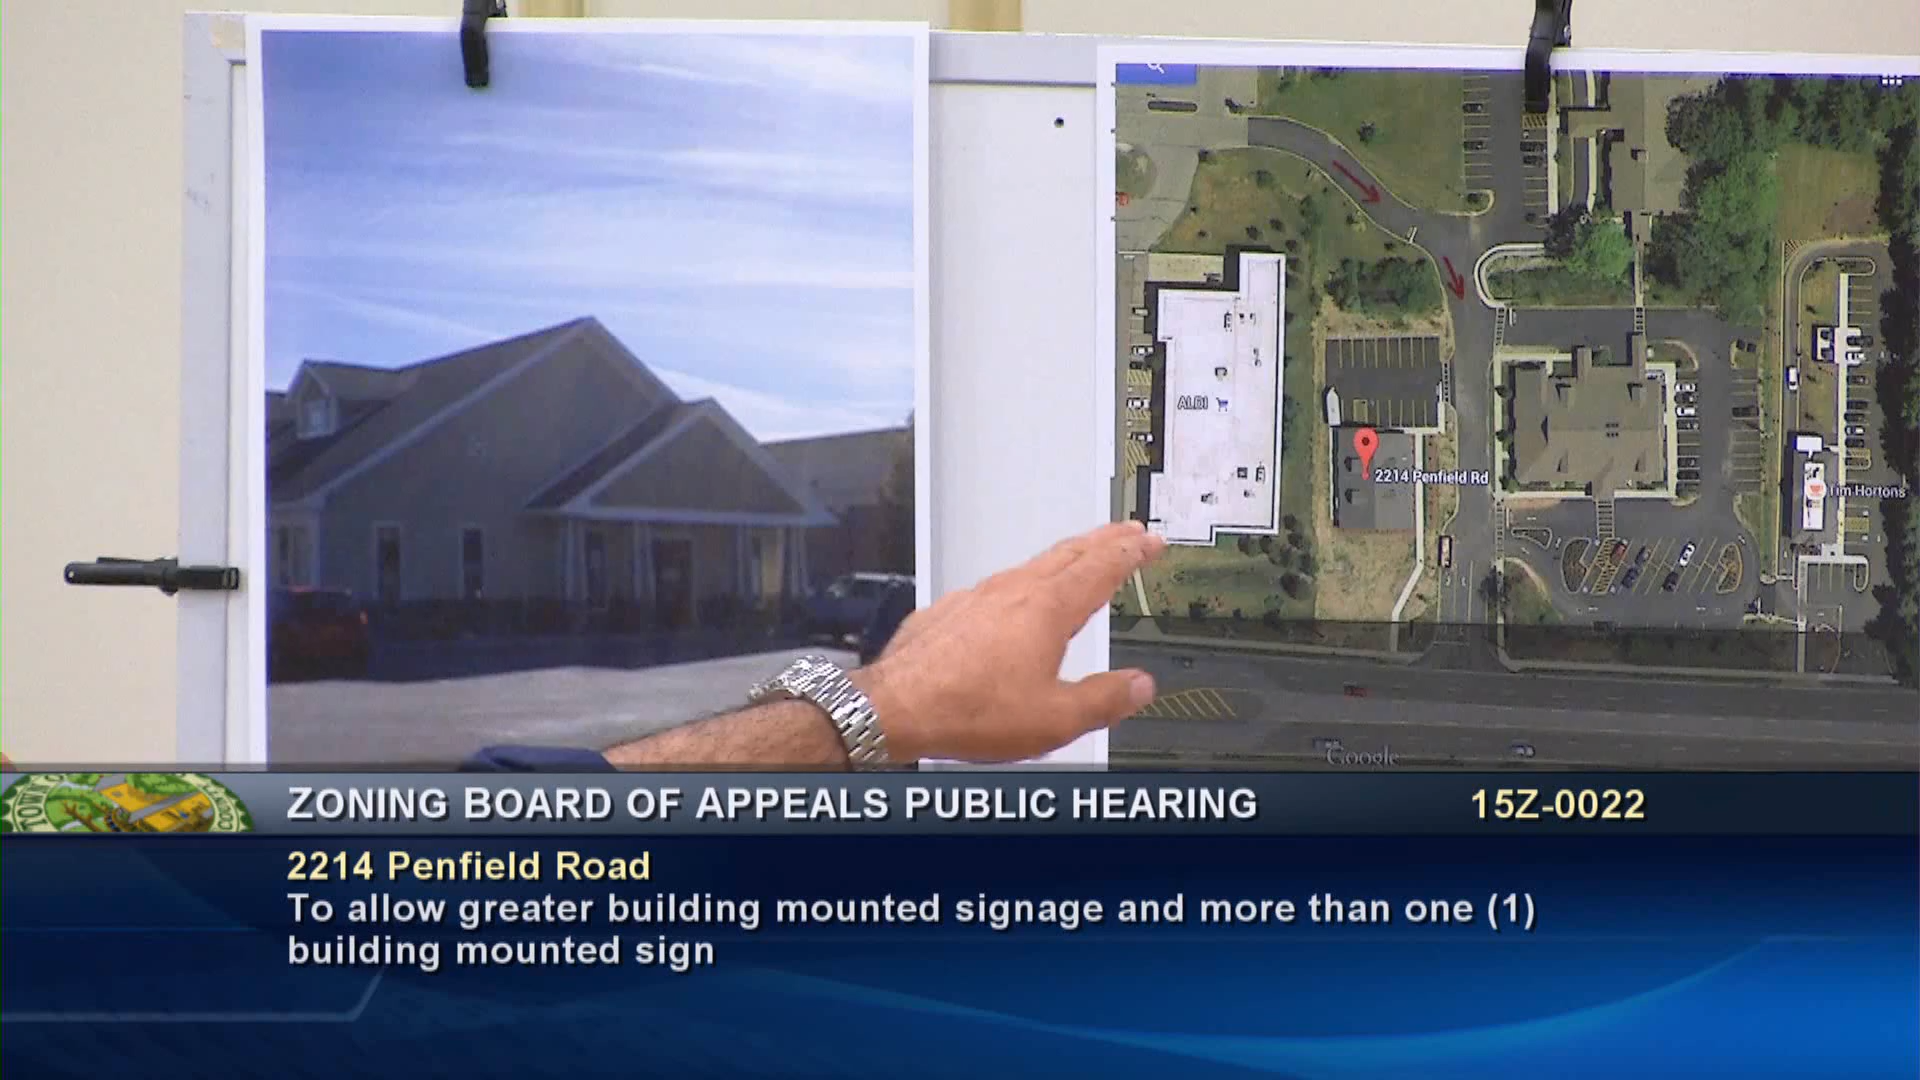 ALDI
2214 Penfield Rd
Tim Hortons
Google
TOWN O
ZONING BOARD OF APPEALS PUBLIC HEARING 15Z-0022
2214 Penfield Road
To allow greater building mounted signage and more than one (1)
building mounted sign